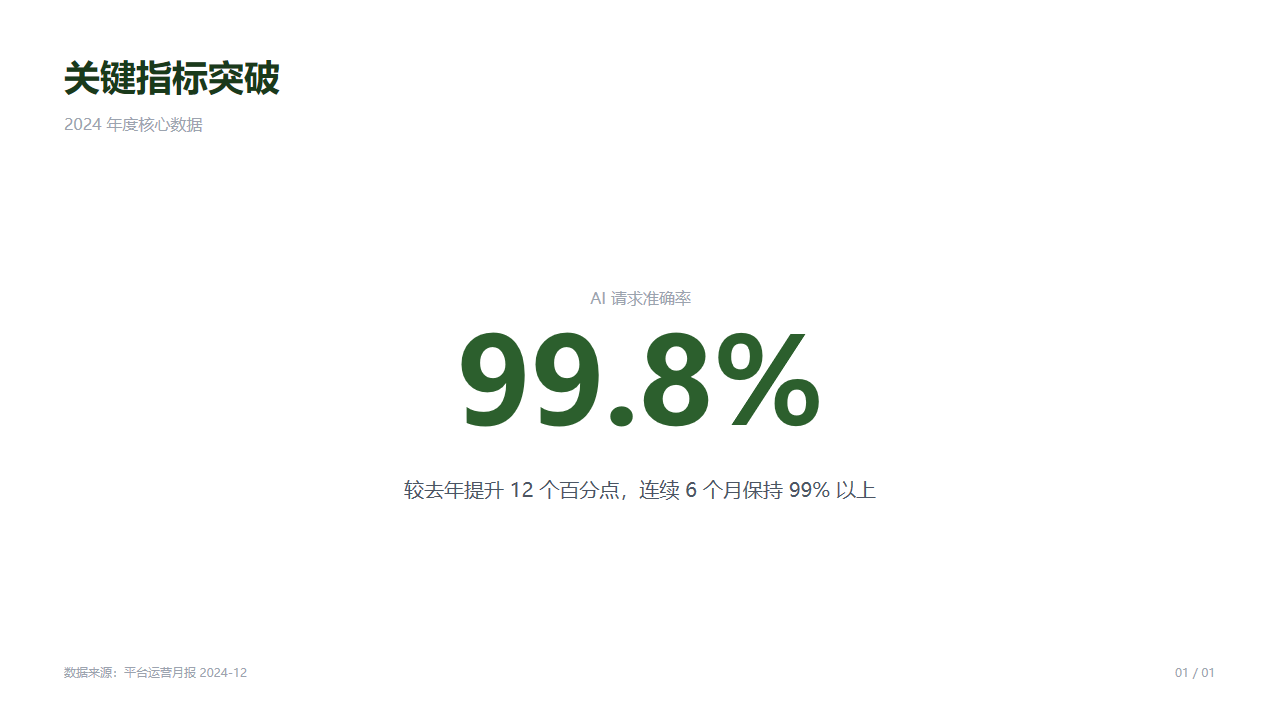 关键指标突破
2024 年度核心数据
AI 请求准确率
99.8%
较去年提升 12 个百分点，连续 6 个月保持 99% 以上
数据来源：平台运营月报 2024-12
01 / 01